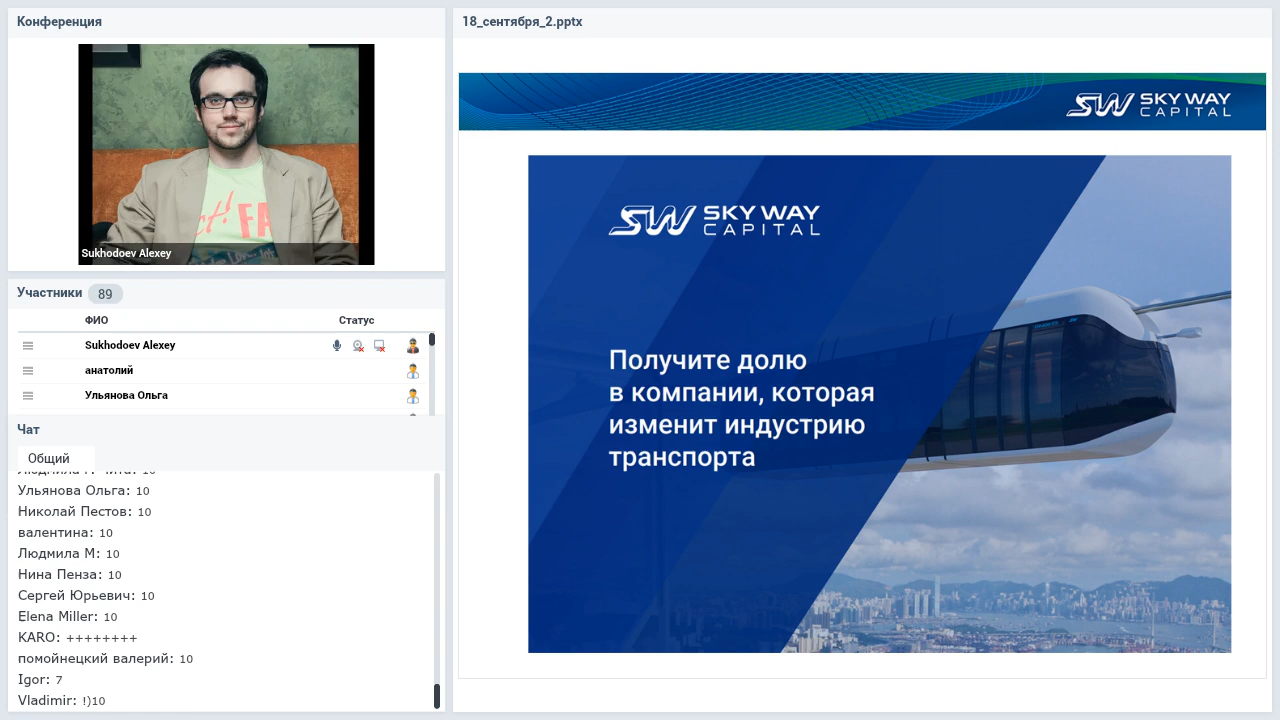 Конференция
Sukhodoev Alexey
Участники 89
ФИО Статус
Sukhodoev Alexey
анатолий
Ульянова Ольга
Чат
Общий
Ульянова Ольга: 10
Николай Пестов: 10
валентина: 10
Людмила М: 10
Нина Пенза: 10
Сергей Юрьевич: 10
Elena Miller: 10
KARO: ++++++++
помойнецкий валерий: 10
Igor: 7
Vladimir: !)10
18_сентября_2.pptx
SW SKY WAY
CAPITAL
SW SKY WAY
CAPITAL
Получите долю
в компании, которая
изменит индустрию
транспорта